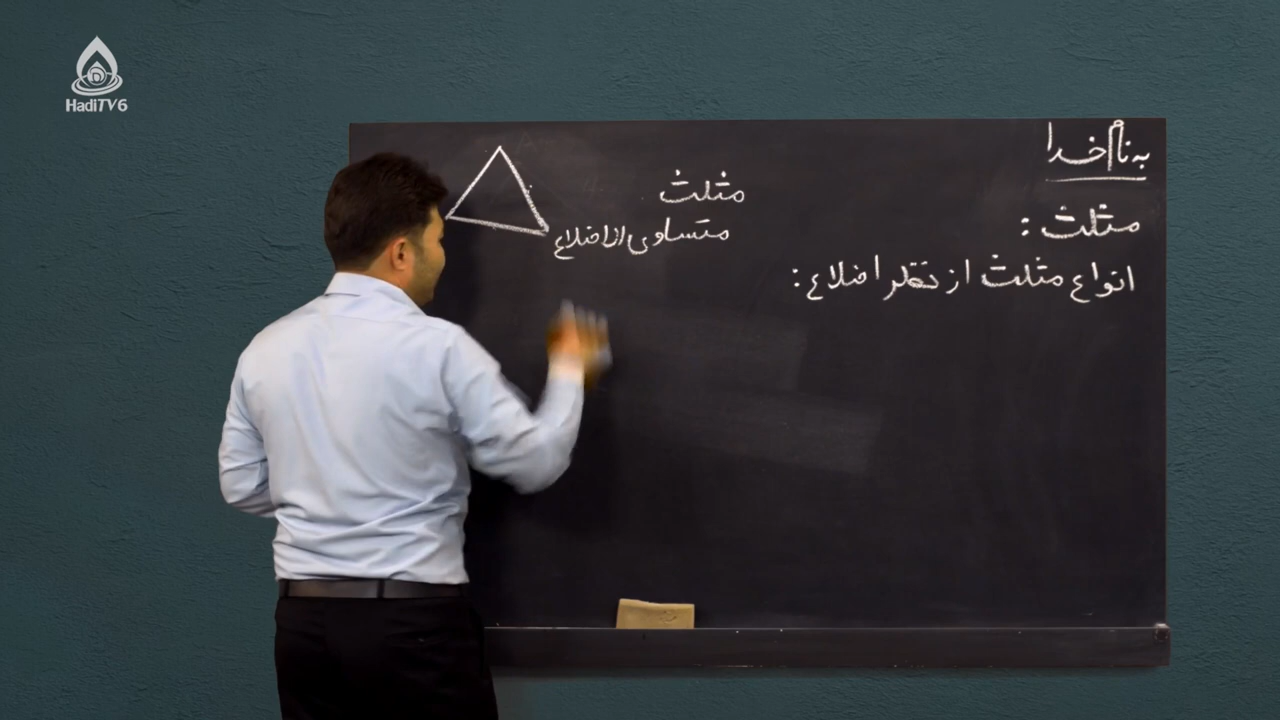 HadiTV6
به نام خدا
مثلث :
انواع مثلث از نظر اضلاع :
مثلث
متساوی الاضلاع